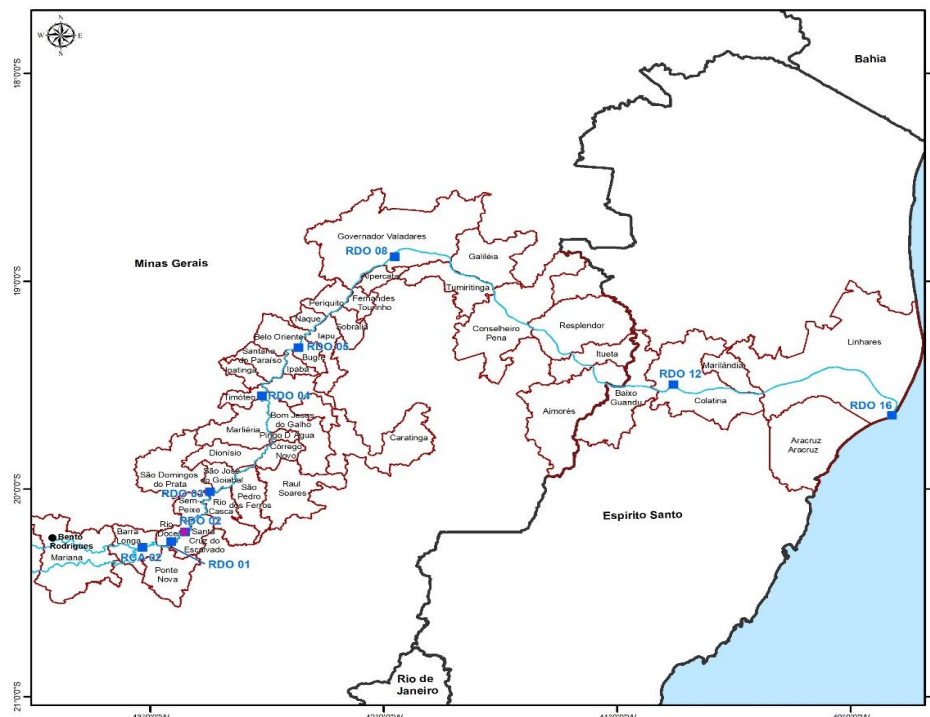 N
W
E
S
Bahia
18°0'0"S
Governador Valadares
RDO 08
Galiléia
Minas Gerais
Alpercata
19°0'0"S
Tumiritinga
Periquito
Fernandes
Tourinho
Naque
Sobrália
Conselheiro
Pena
Resplendor
Belo Oriente
Iapu
Linhares
RDO 05
Santana
do Paraíso
Bugre
Itueta
Marilândia
Ipatinga
Ipaba
RDO 12
Timóteo
RDO 04
Baixo
Guandu
Colatina
RDO 16
Bom Jesus
do Galho
Aimorés
Marliéria
Pingo D'Água
Caratinga
Córrego
Novo
Aracruz
Aracruz
Dionísio
São Domingos
do Prata
São José
do Goiabal
Raul
Soares
20°0'0"S
RDO 03
São
Pedro
dos Ferros
Sem
Peixe
Rio
Casca
Espírito Santo
RDO 02
Rio
Doce
Santa
Cruz do
Escalvado
Bento
Rodrigues
Barra
Longa
Mariana
RCA 02
RDO 01
Ponte
Nova
Rio de
Janeiro
21°0'0"S